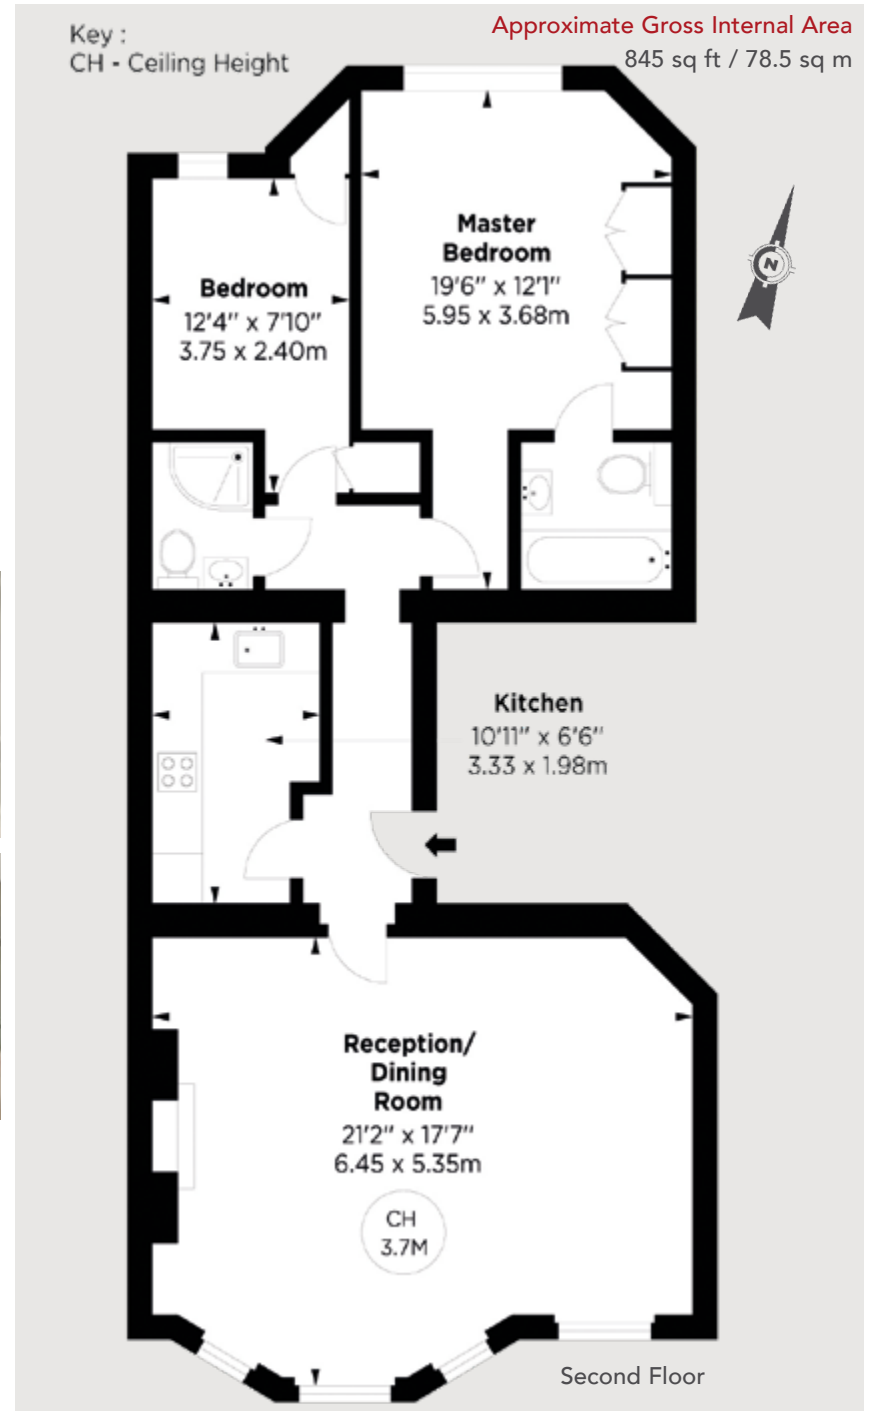 Key :
CH - Ceiling Height
Approximate Gross Internal Area
845 sq ft / 78.5 sq m
Master
Bedroom
19'6" x 12'1"
5.95 x 3.68m
Bedroom
12'4" x 7'10"
3.75 x 2.40m
N
Kitchen
10'11" x 6'6"
3.33 x 1.98m
Reception/
Dining
Room
21'2" x 17'7"
6.45 x 5.35m
CH
3.7M
Second Floor